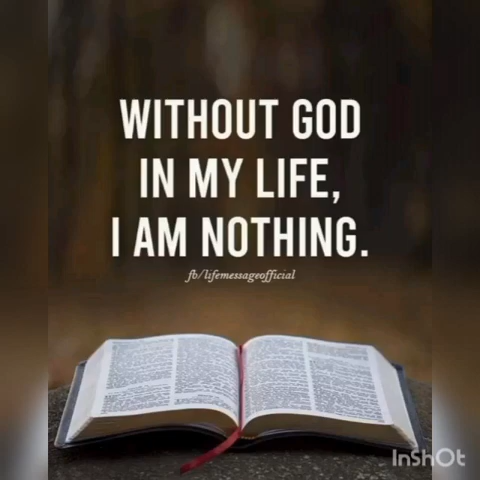 WITHOUT GOD
IN MY LIFE,
I AM NOTHING.
fb/lifemessageofficial
InShOt